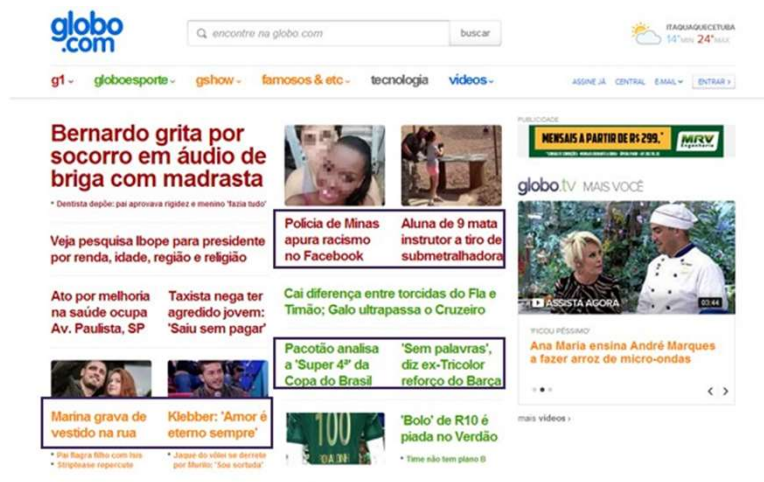 globo
.com
encontre na globo.com
buscar
ITAQUAQUECETUBA
14° MIN 24° MAX
g1
globoesporte
gshow
famosos & etc
tecnologia
vídeos
ASSINE JÁ
CENTRAL
E-MAIL
ENTRAR
Bernardo grita por
socorro em áudio de
briga com madrasta
Dentista depõe: pai aprovava rigidez e menino 'fazia tudo'
Veja pesquisa Ibope para presidente
por renda, idade, região e religião
Ato por melhoria
na saúde ocupa
Av. Paulista, SP
Taxista nega ter
agredido jovem:
'Saiu sem pagar'
Marina grava de
vestido na rua
Pai flagra filho com Isis
Striptease repercute
Klebber: 'Amor é
eterno sempre'
Jaque do vôlei se derrete
por Murilo: 'Sou sortuda'
Polícia de Minas
apura racismo
no Facebook
Aluna de 9 mata
instrutor a tiro de
submetralhadora
Cai diferença entre torcidas do Fla e
Timão; Galo ultrapassa o Cruzeiro
Pacotão analisa
a 'Super 4ª' da
Copa do Brasil
'Sem palavras',
diz ex-Tricolor
reforço do Barça
100
'Bolo' de R10 é
piada no Verdão
Time não tem plano B
PUBLICIDADE
MENSAIS A PARTIR DE R$ 299,*
MRV
Engenharia
globo.tv MAIS VOCÊ
ASSISTA AGORA
03:44
'FICOU PÉSSIMO'
Ana Maria ensina André Marques
a fazer arroz de micro-ondas
mais vídeos ›